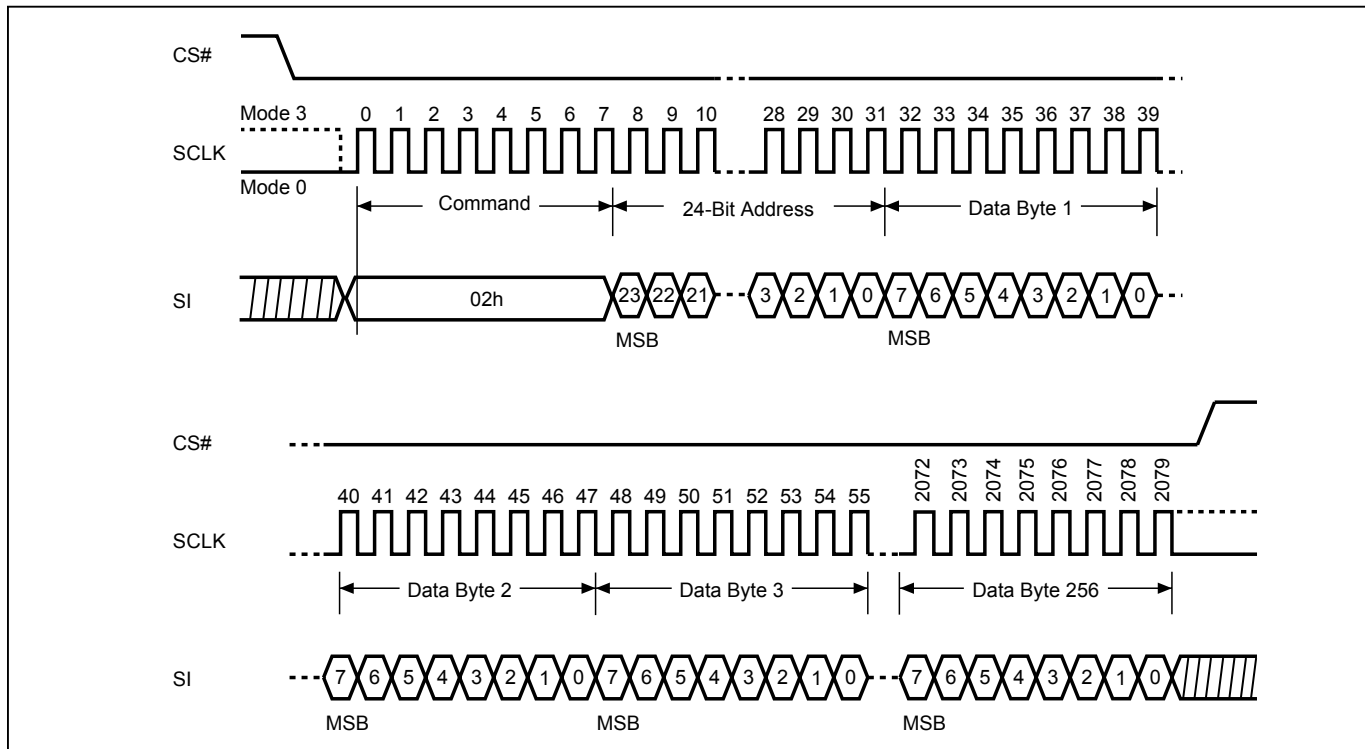 CS#
Mode 3 0 1 2 3 4 5 6 7 8 9 10 28 29 30 31 32 33 34 35 36 37 38 39
SCLK
Mode 0
Command 24-Bit Address Data Byte 1
SI 02h 23 22 21 3 2 1 0 7 6 5 4 3 2 1 0
MSB MSB
CS#
2072 2073 2074 2075 2076 2077 2078 2079
40 41 42 43 44 45 46 47 48 49 50 51 52 53 54 55
SCLK
Data Byte 2 Data Byte 3 Data Byte 256
SI 7 6 5 4 3 2 1 0 7 6 5 4 3 2 1 0 7 6 5 4 3 2 1 0
MSB MSB MSB